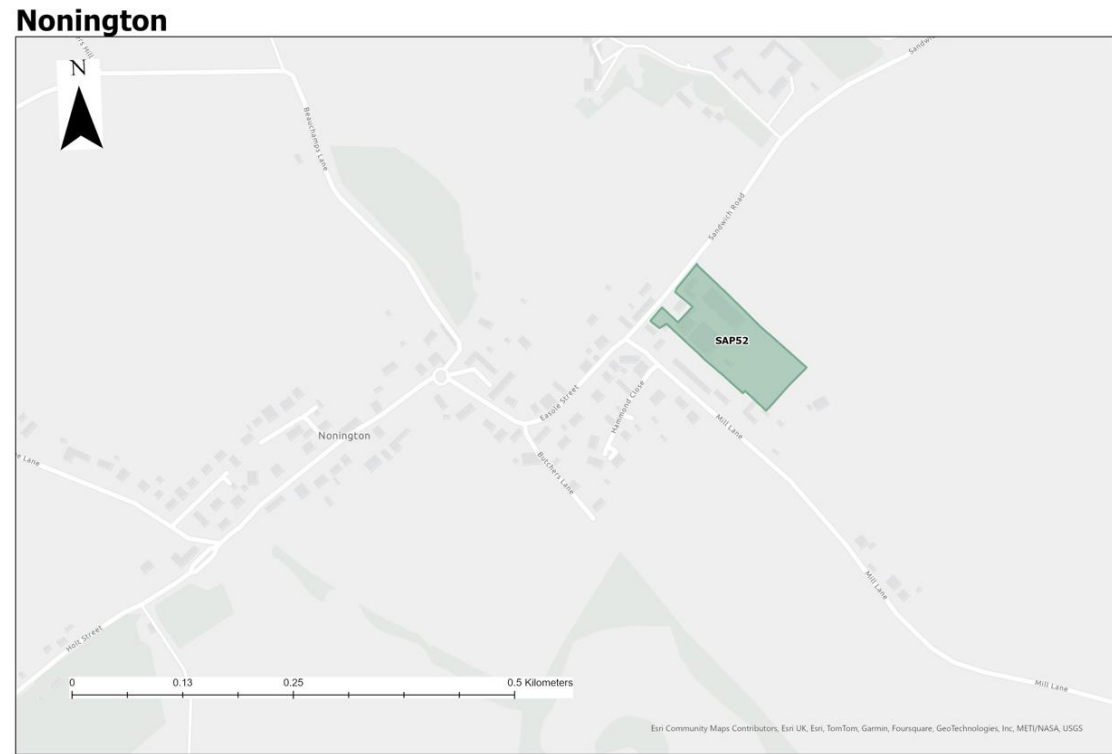 Nonington
N
Sandwich
Beauchamps Lane
Sandwich Road
SAP52
Easole Street
Hammond Close
Nonington
Mill Lane
Butchers Lane
Mill Lane
Holt Street
Mill Lane
0 0.13 0.25 0.5 Kilometers
Esri Community Maps Contributors, Esri UK, Esri, TomTom, Garmin, Foursquare, GeoTechnologies, Inc, METI/NASA, USGS